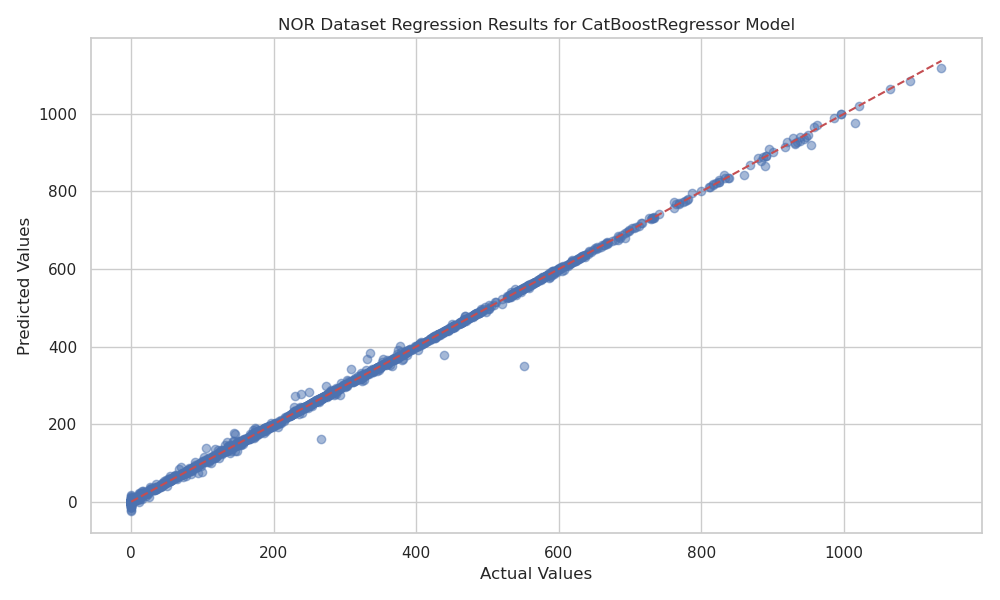 NOR Dataset Regression Results for CatBoostRegressor Model
Predicted Values
1000
800
600
400
200
0
0 200 400 600 800 1000
Actual Values